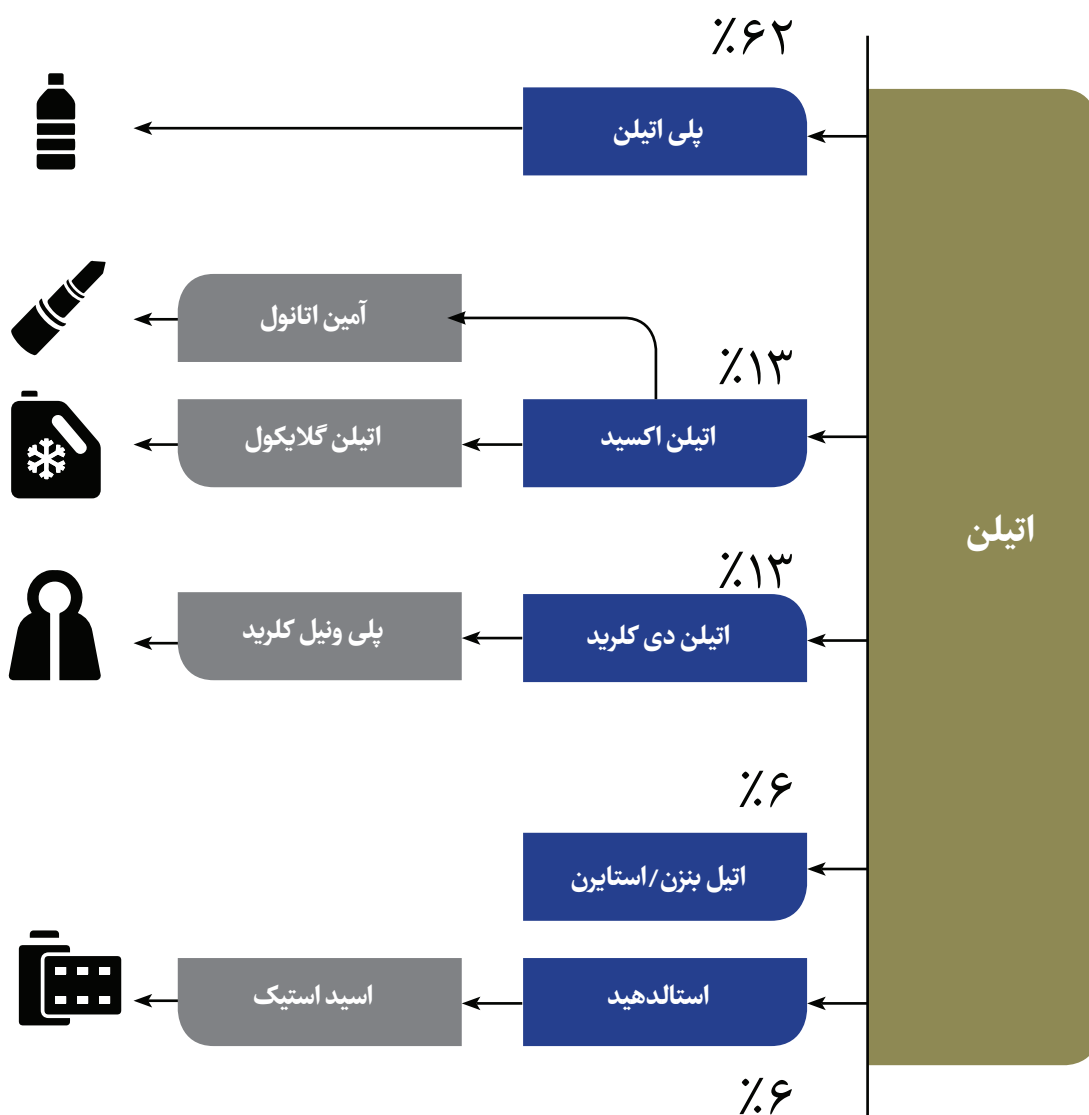 اتیلن
٪۶۲
پلی اتیلن
٪۱۳
اتیلن اکسید
آمین اتانول
اتیلن گلایکول
٪۱۳
اتیلن دی کلرید
پلی ونیل کلرید
٪۶
اتیل بنزن/استایرن
استالدهید
اسید استیک
٪۶